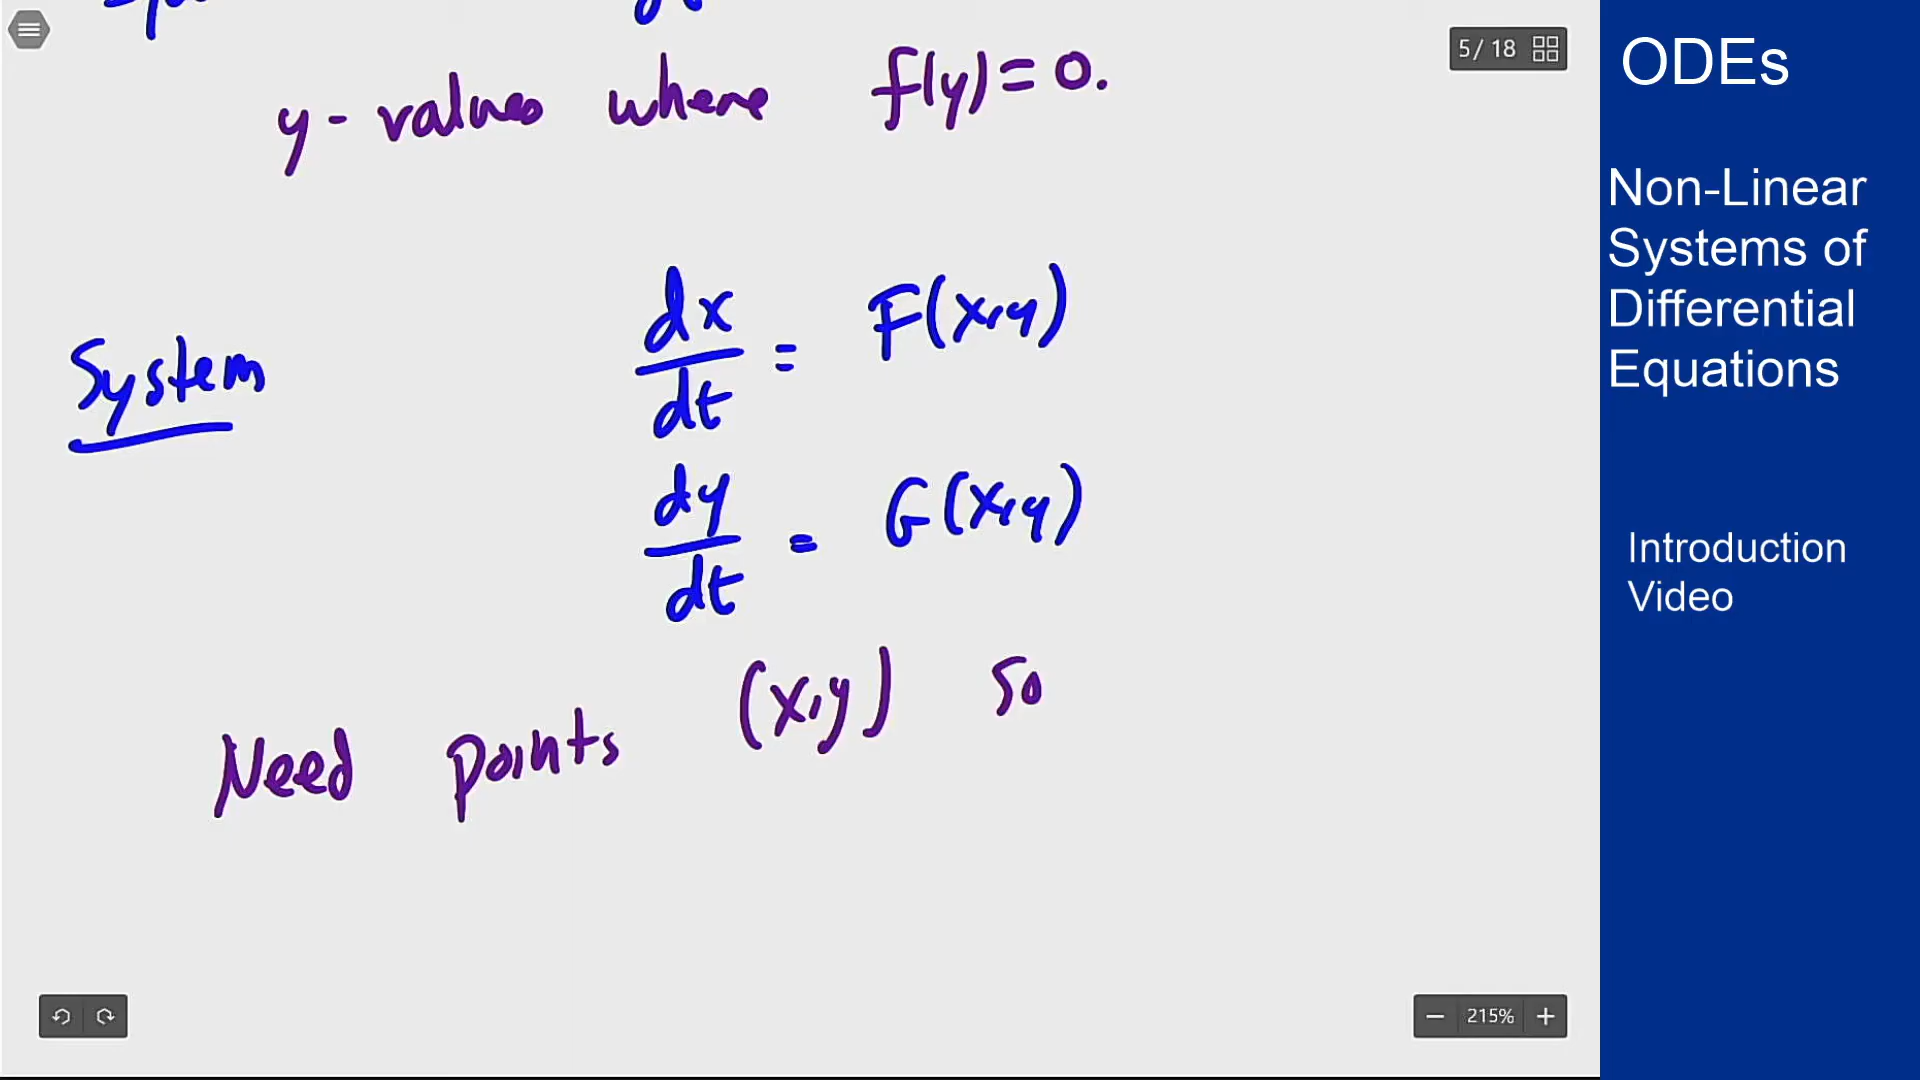 5 / 18
y - values where f(y) = 0.
System
dx/dt = F(x,y)
dy/dt = G(x,y)
Need points (x,y) so
215%
ODEs
Non-Linear
Systems of
Differential
Equations
Introduction
Video